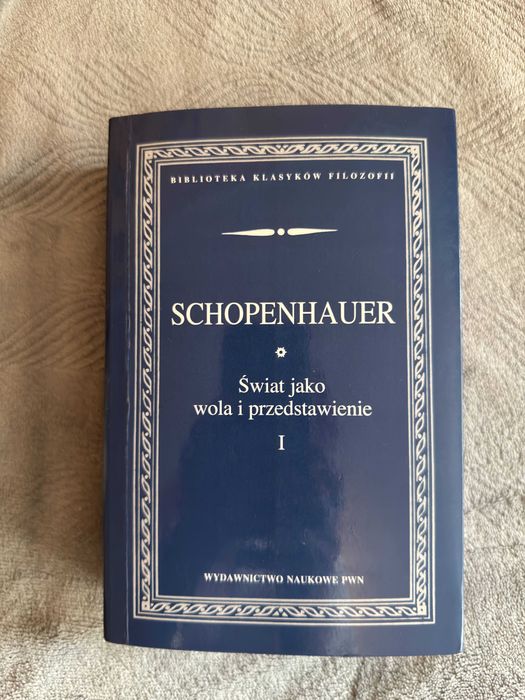 BIBLIOTEKA KLASYKÓW FILOZOFII
SCHOPENHAUER
Świat jako
wola i przedstawienie
I
WYDAWNICTWO NAUKOWE PWN